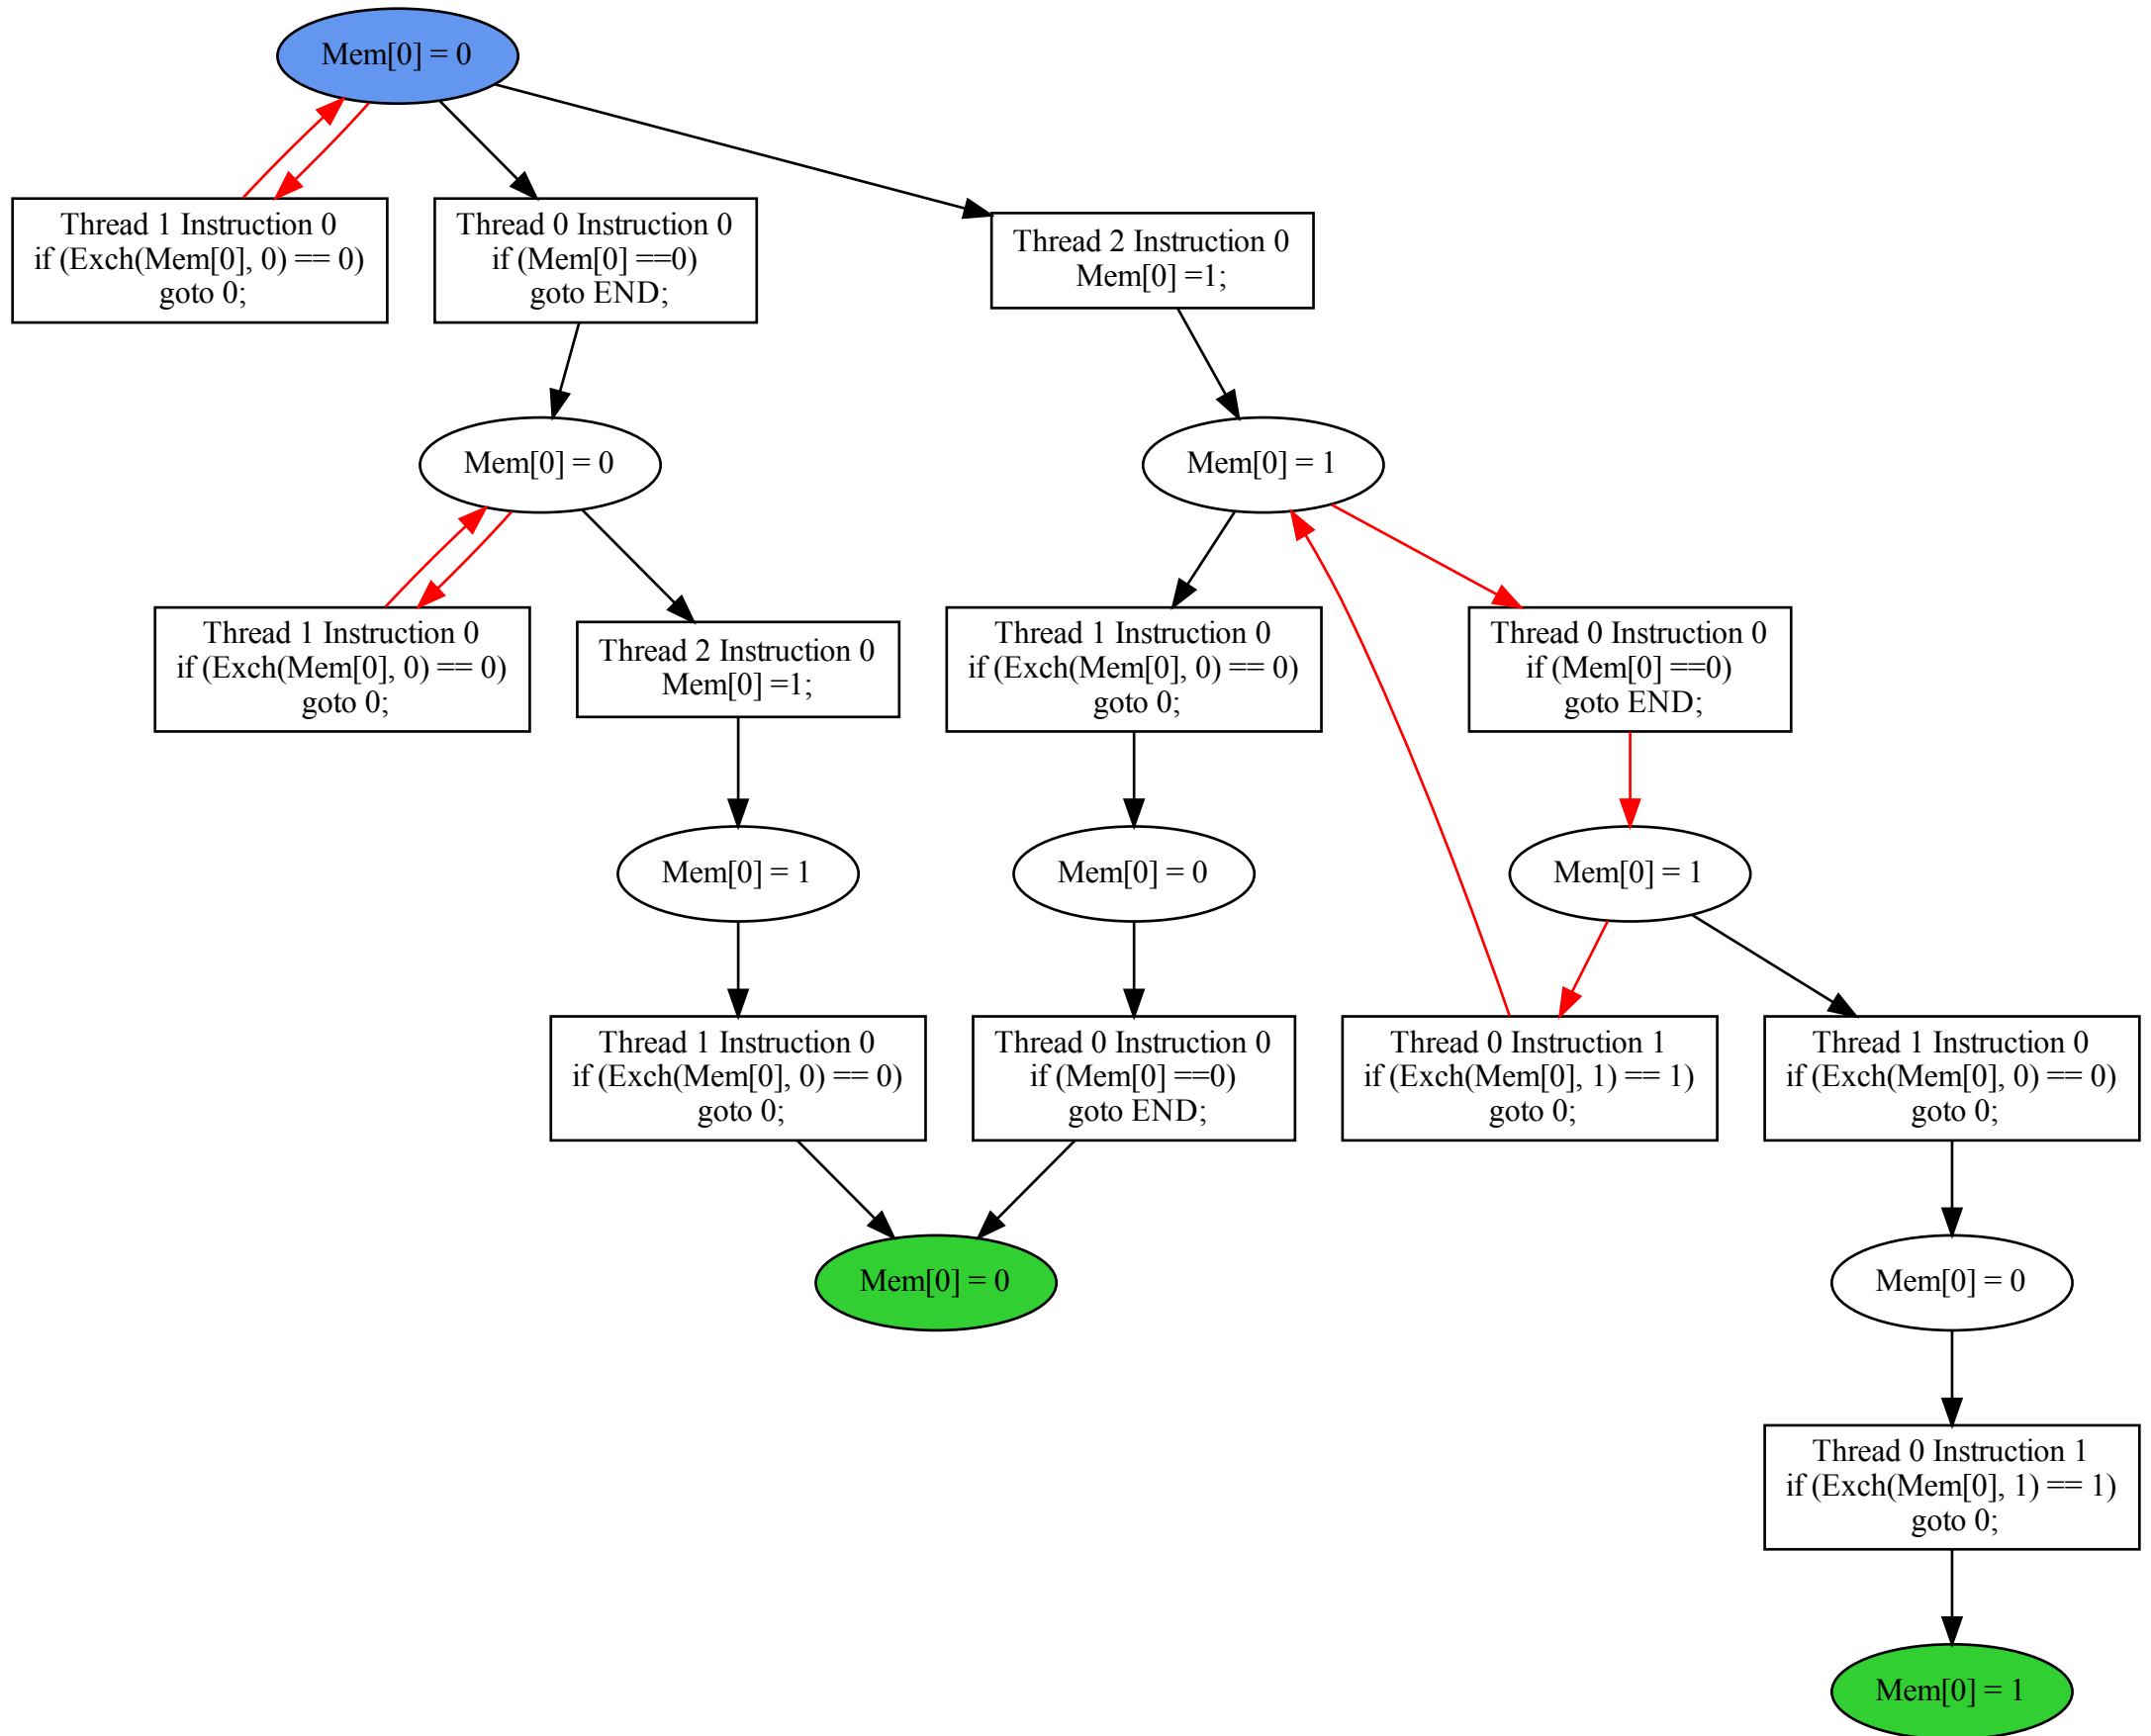 Mem[0] = 0
Thread 1 Instruction 0
if (Exch(Mem[0], 0) == 0)
goto 0;
Thread 0 Instruction 0
if (Mem[0] ==0)
goto END;
Thread 2 Instruction 0
Mem[0] =1;
Mem[0] = 0
Mem[0] = 1
Thread 1 Instruction 0
if (Exch(Mem[0], 0) == 0)
goto 0;
Thread 2 Instruction 0
Mem[0] =1;
Thread 1 Instruction 0
if (Exch(Mem[0], 0) == 0)
goto 0;
Thread 0 Instruction 0
if (Mem[0] ==0)
goto END;
Mem[0] = 1
Mem[0] = 0
Mem[0] = 1
Thread 1 Instruction 0
if (Exch(Mem[0], 0) == 0)
goto 0;
Thread 0 Instruction 0
if (Mem[0] ==0)
goto END;
Thread 0 Instruction 1
if (Exch(Mem[0], 1) == 1)
goto 0;
Thread 1 Instruction 0
if (Exch(Mem[0], 0) == 0)
goto 0;
Mem[0] = 0
Mem[0] = 0
Thread 0 Instruction 1
if (Exch(Mem[0], 1) == 1)
goto 0;
Mem[0] = 1